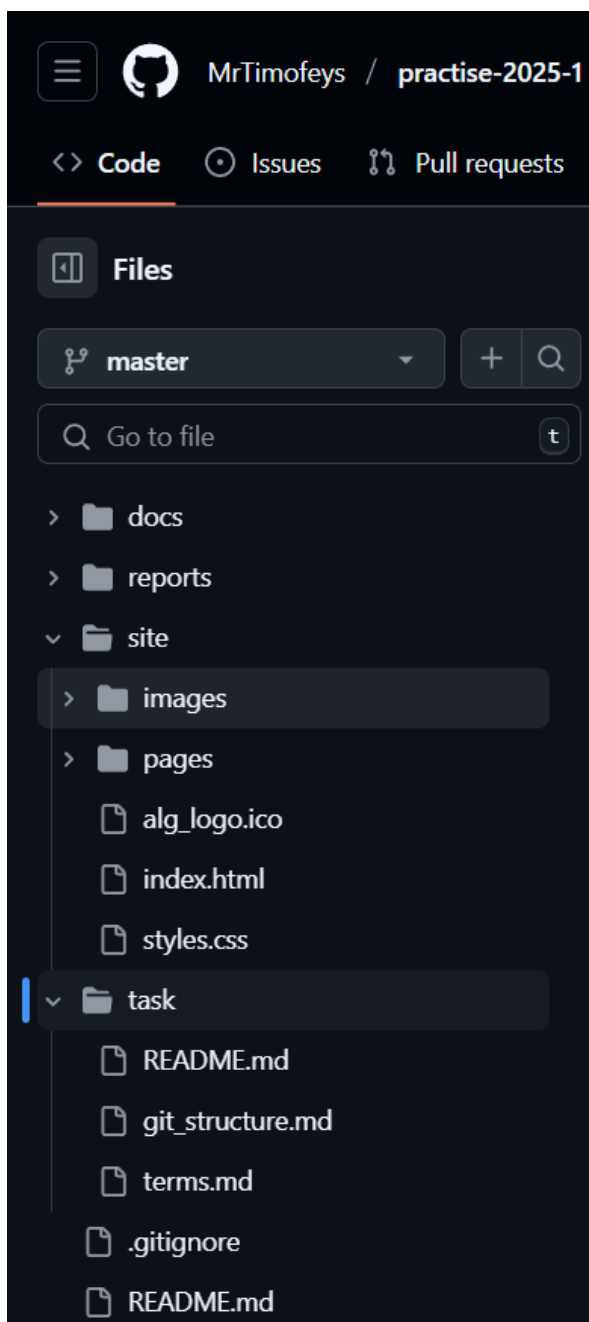 MrTimofeys / practise-2025-1
Code Issues Pull requests
Files
master
Go to file t
docs
reports
site
images
pages
alg_logo.ico
index.html
styles.css
task
README.md
git_structure.md
terms.md
.gitignore
README.md